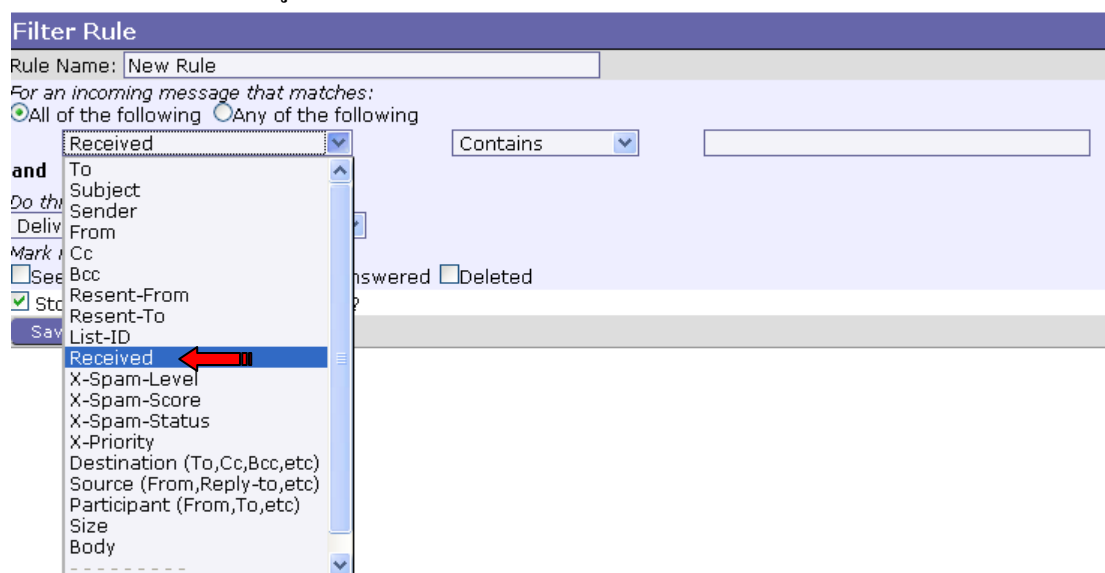 Filter Rule
Rule Name: New Rule
For an incoming message that matches:
All of the following Any of the following
Received Contains
and To
Subject
Sender
From
Cc
Bcc
nswered Deleted
Resent-From
Resent-To
List-ID
Received
X-Spam-Level
X-Spam-Score
X-Spam-Status
X-Priority
Destination (To,Cc,Bcc,etc)
Source (From,Reply-to,etc)
Participant (From,To,etc)
Size
Body
- - - - - - - - -